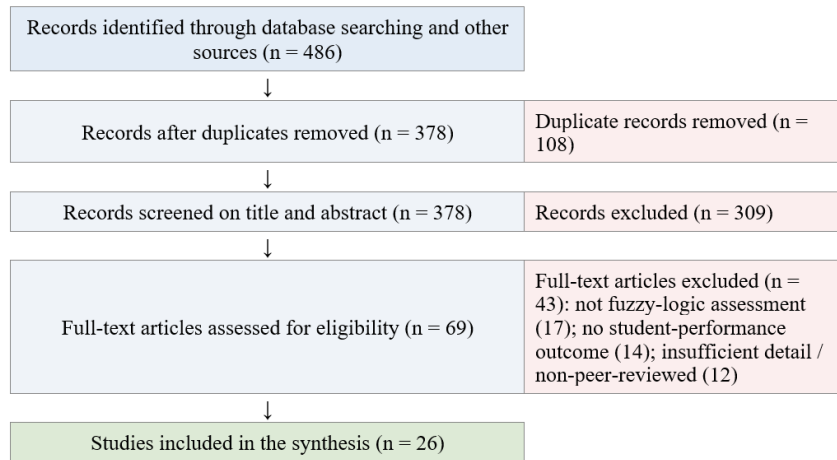 Records identified through database searching and other
sources (n = 486)
↓
Records after duplicates removed (n = 378)
Duplicate records removed (n =
108)
↓
Records screened on title and abstract (n = 378)
Records excluded (n = 309)
↓
Full-text articles assessed for eligibility (n = 69)
Full-text articles excluded (n =
43): not fuzzy-logic assessment
(17); no student-performance
outcome (14); insufficient detail /
non-peer-reviewed (12)
↓
Studies included in the synthesis (n = 26)